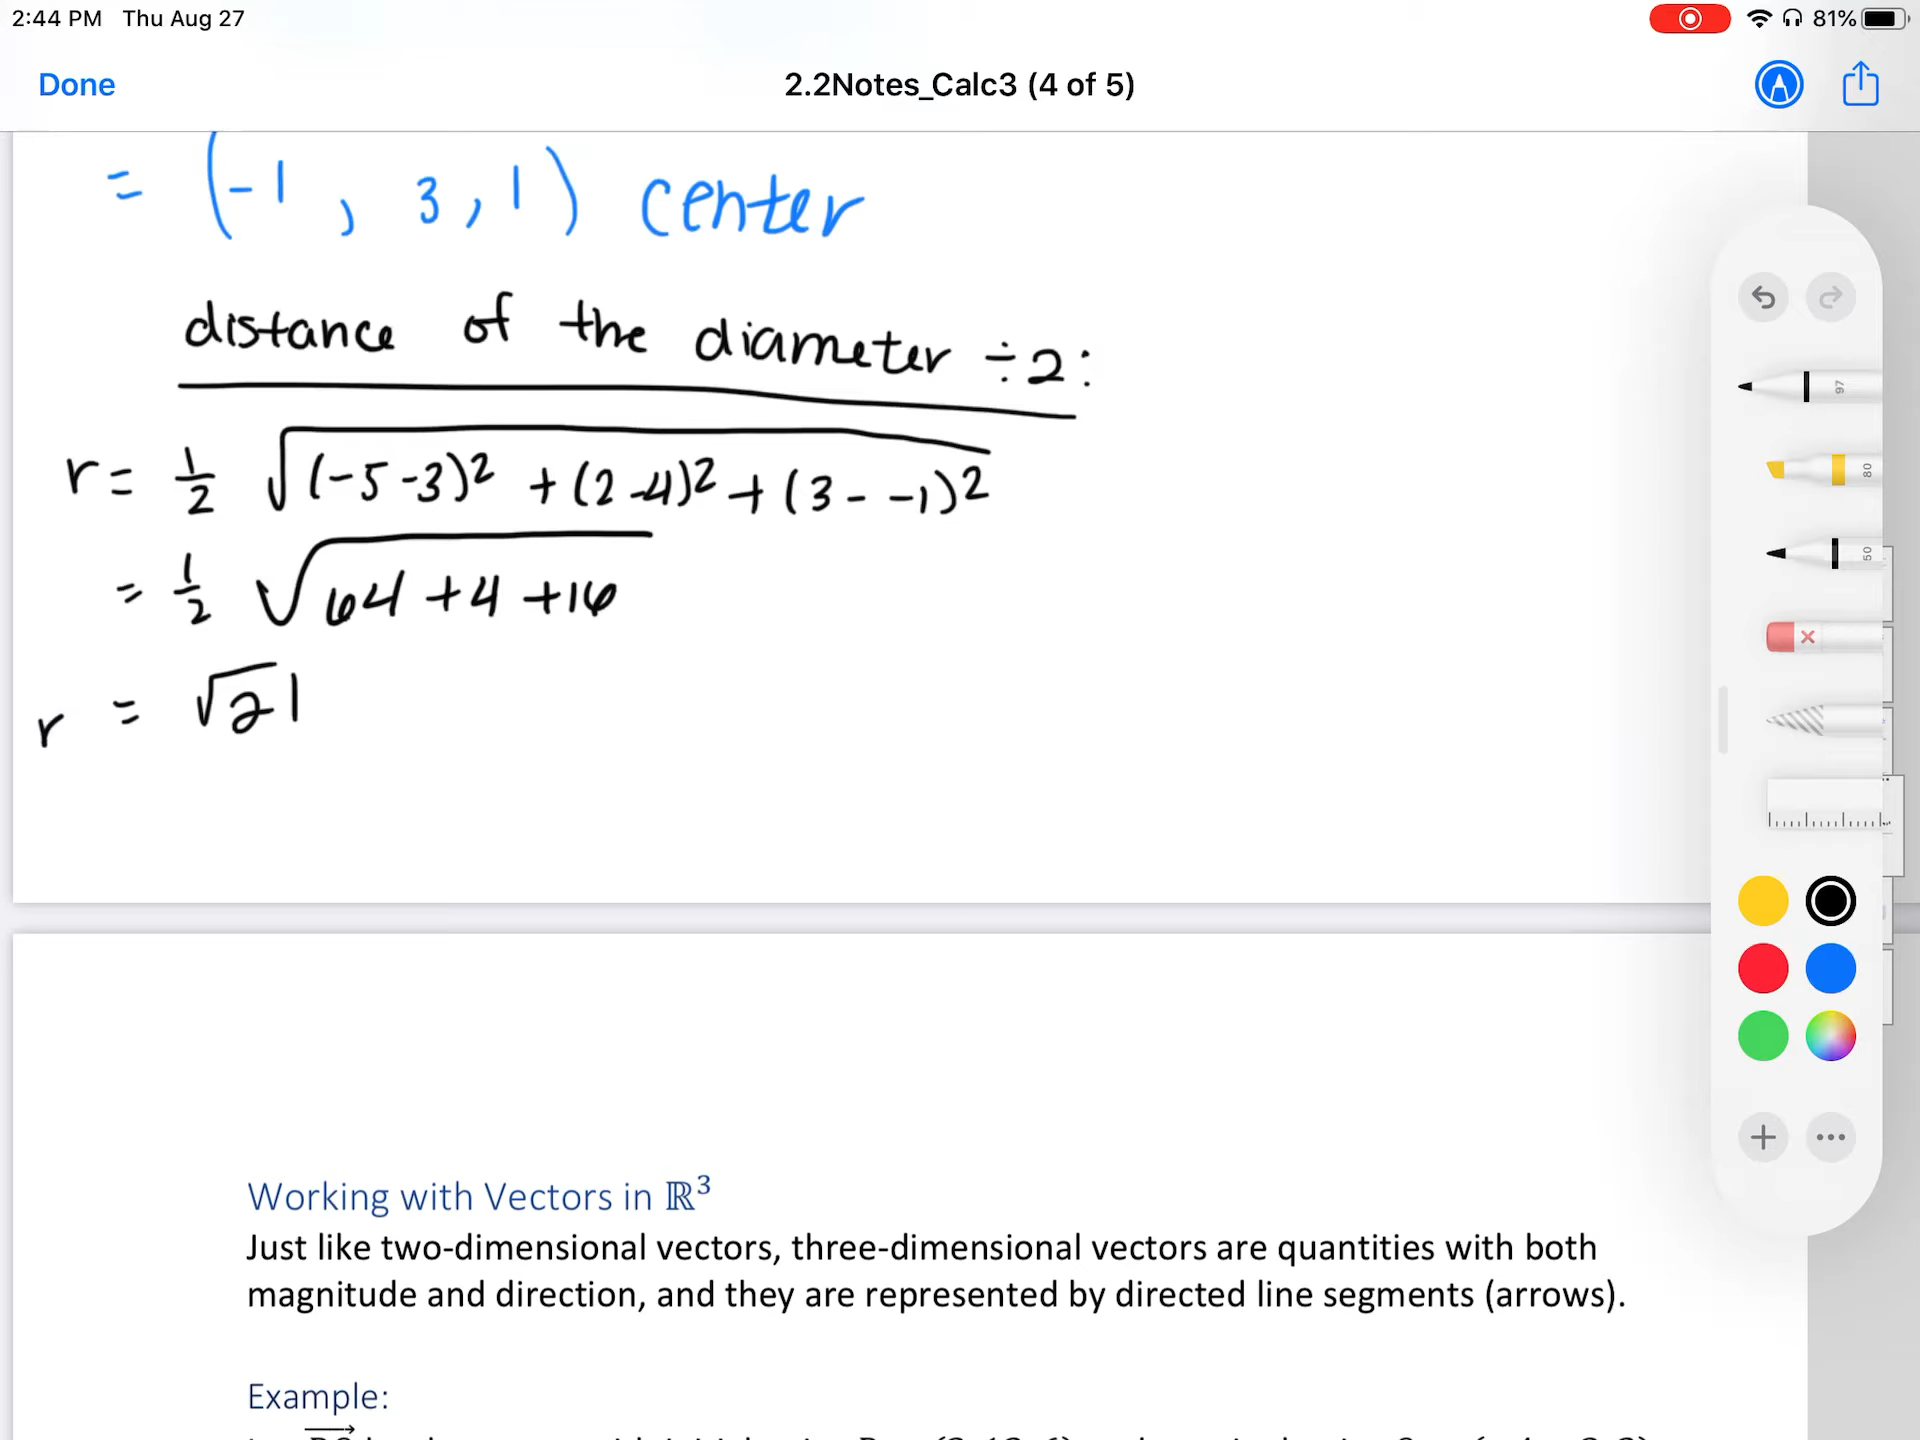 2:44 PM Thu Aug 27
81%
Done
2.2Notes_Calc3 (4 of 5)
= (-1, 3, 1) center
distance of the diameter ÷2:
r = 1/2 √((-5-3)² + (2-4)² + (3 - -1)²)
= 1/2 √(64 + 4 + 16)
r = √21
97
80
50
Working with Vectors in ℝ³
Just like two-dimensional vectors, three-dimensional vectors are quantities with both
magnitude and direction, and they are represented by directed line segments (arrows).
Example: